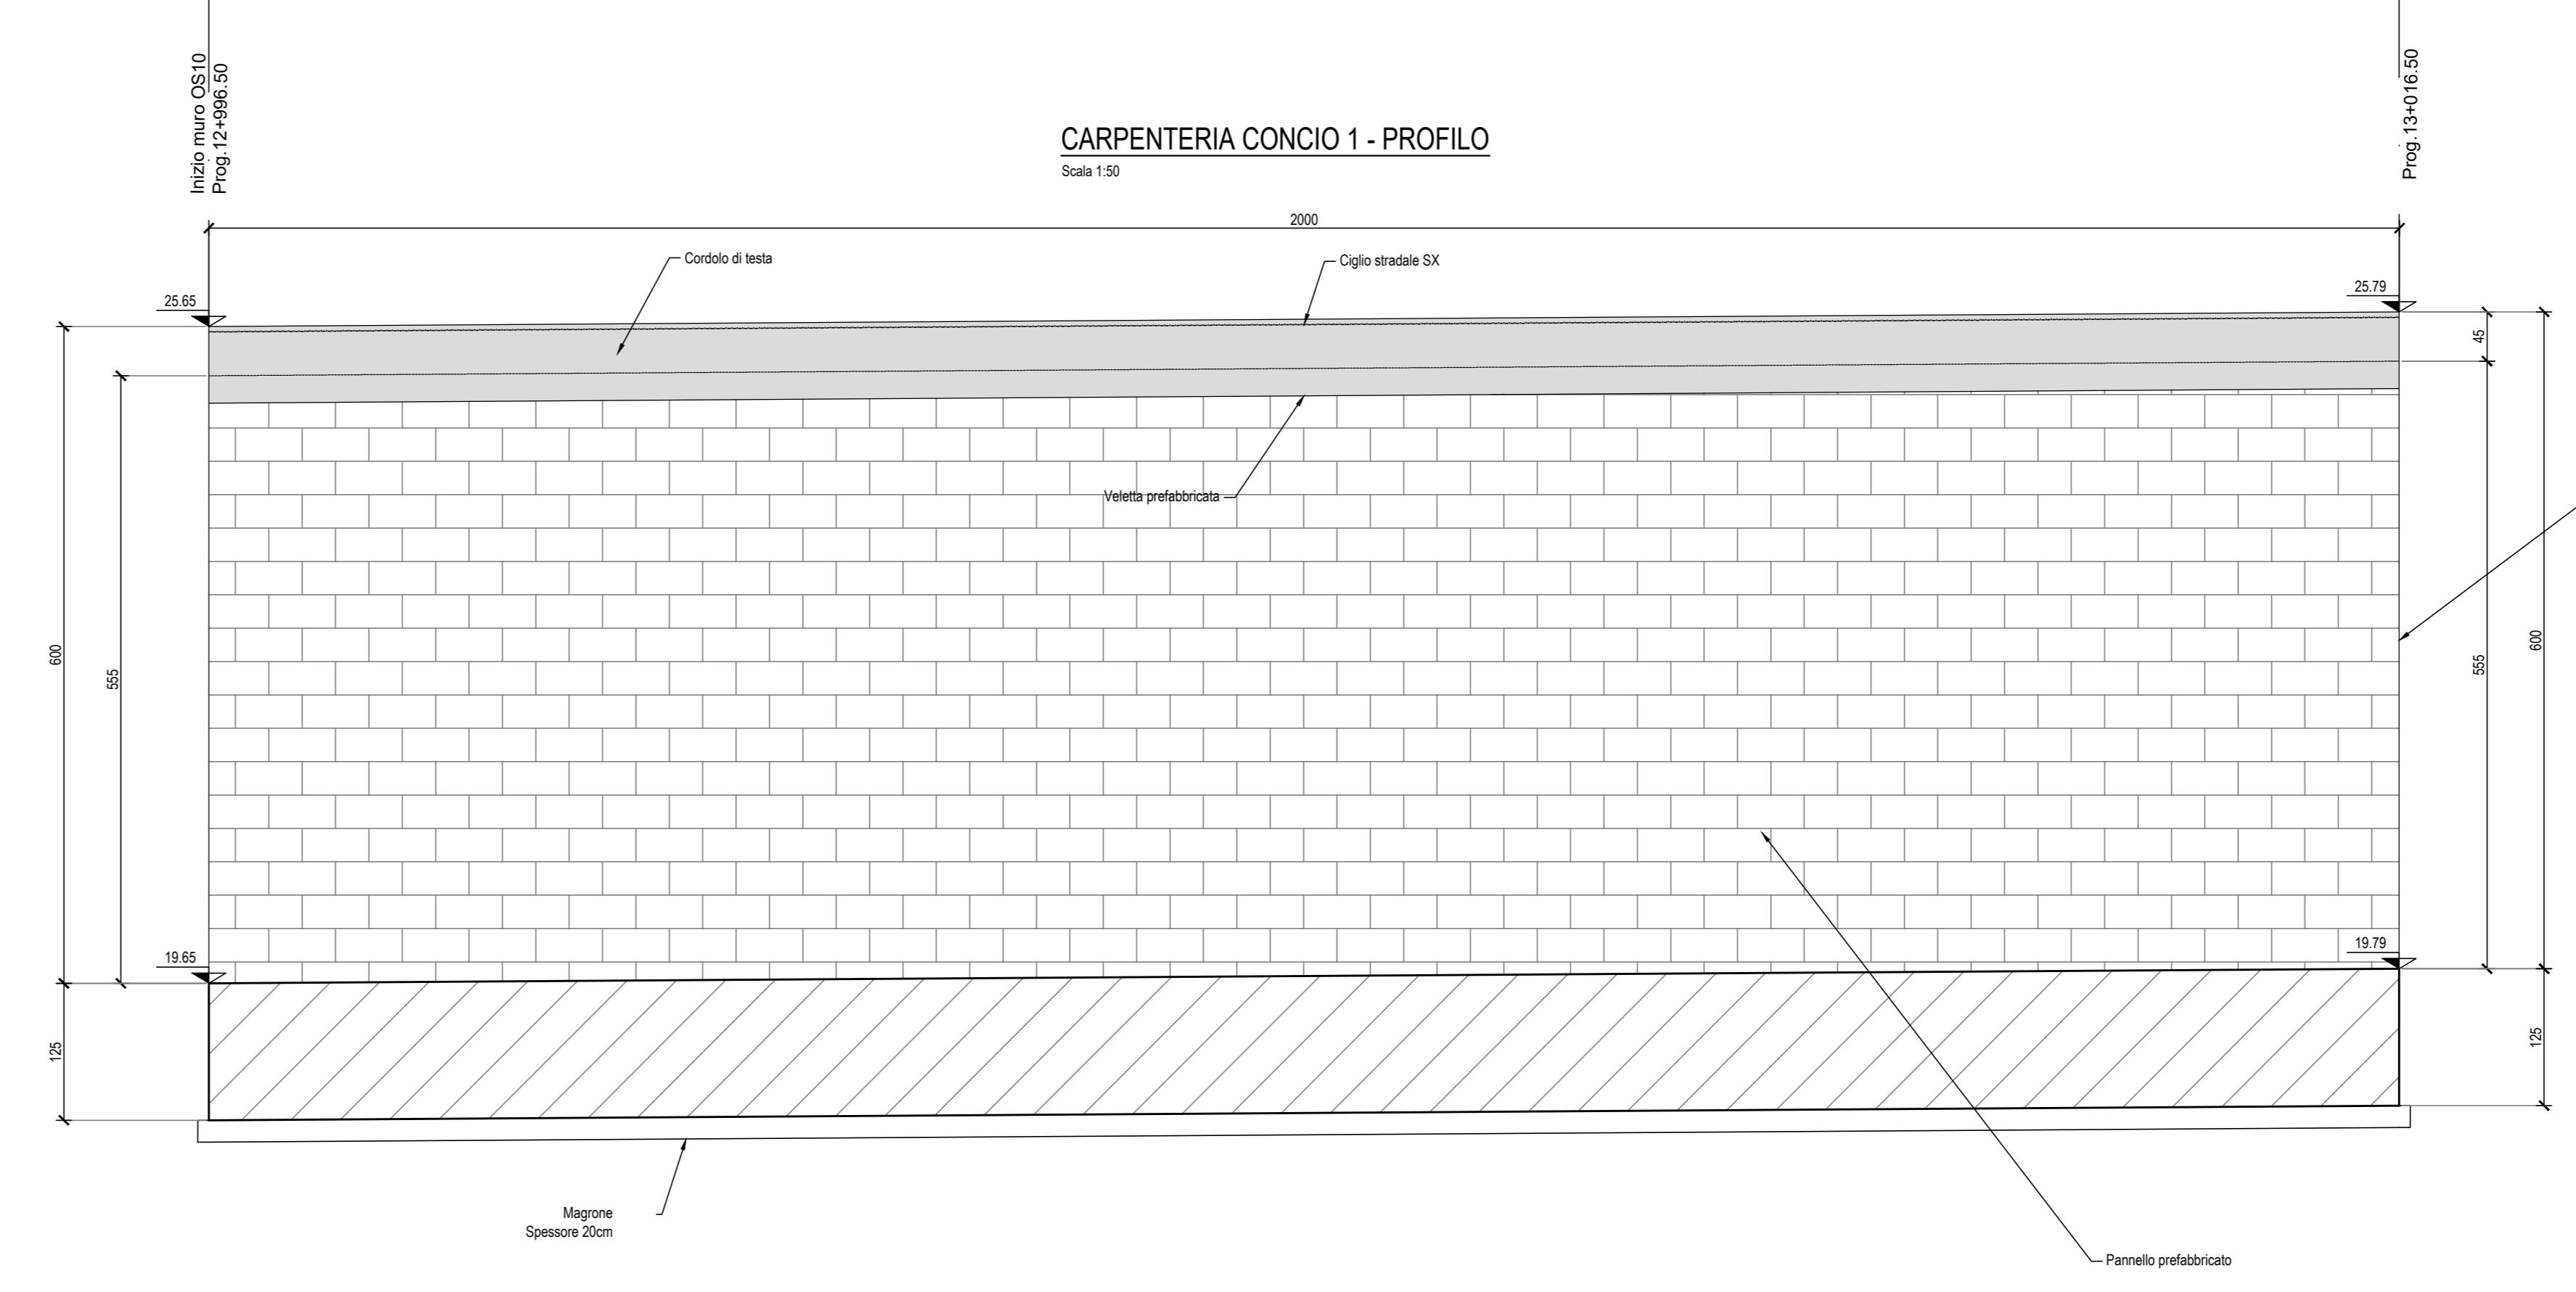 Inizio muro OS10
Prog.12+996.50
Prog.13+016.50
CARPENTERIA CONCIO 1 - PROFILO
Scala 1:50
2000
Cordolo di testa
Ciglio stradale SX
25.65
25.79
45
Veletta prefabbricata
600
555
555
600
19.65
19.79
125
125
Magrone
Spessore 20cm
Pannello prefabbricato